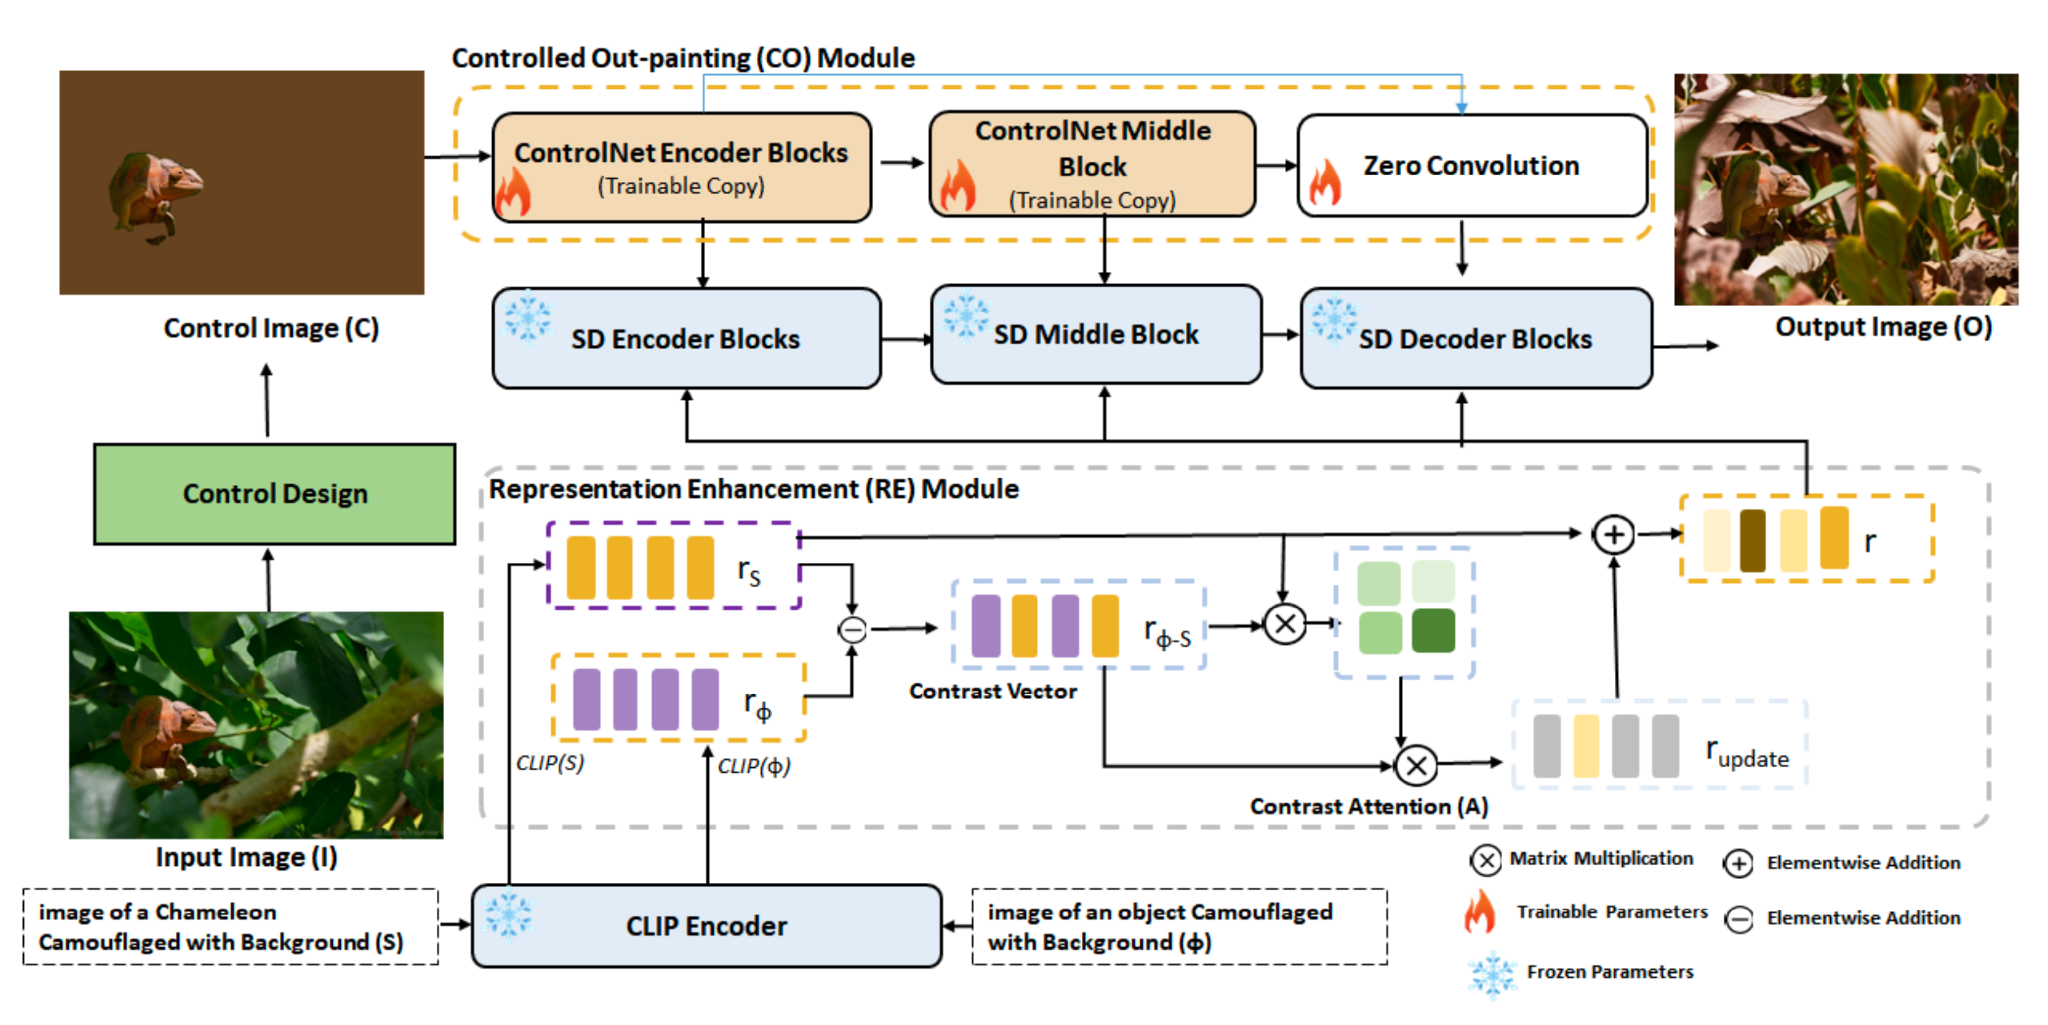 Controlled Out-painting (CO) Module
ControlNet Encoder Blocks
(Trainable Copy)
ControlNet Middle
Block
(Trainable Copy)
Zero Convolution
Control Image (C)
SD Encoder Blocks
SD Middle Block
SD Decoder Blocks
Output Image (O)
Control Design
Representation Enhancement (RE) Module
rS
rϕ
rϕ-S
Contrast Vector
r
rupdate
CLIP(S)
CLIP(ϕ)
Contrast Attention (A)
Input Image (I)
image of a Chameleon
Camouflaged with Background (S)
CLIP Encoder
image of an object Camouflaged
with Background (ϕ)
Matrix Multiplication
Elementwise Addition
Trainable Parameters
Elementwise Addition
Frozen Parameters